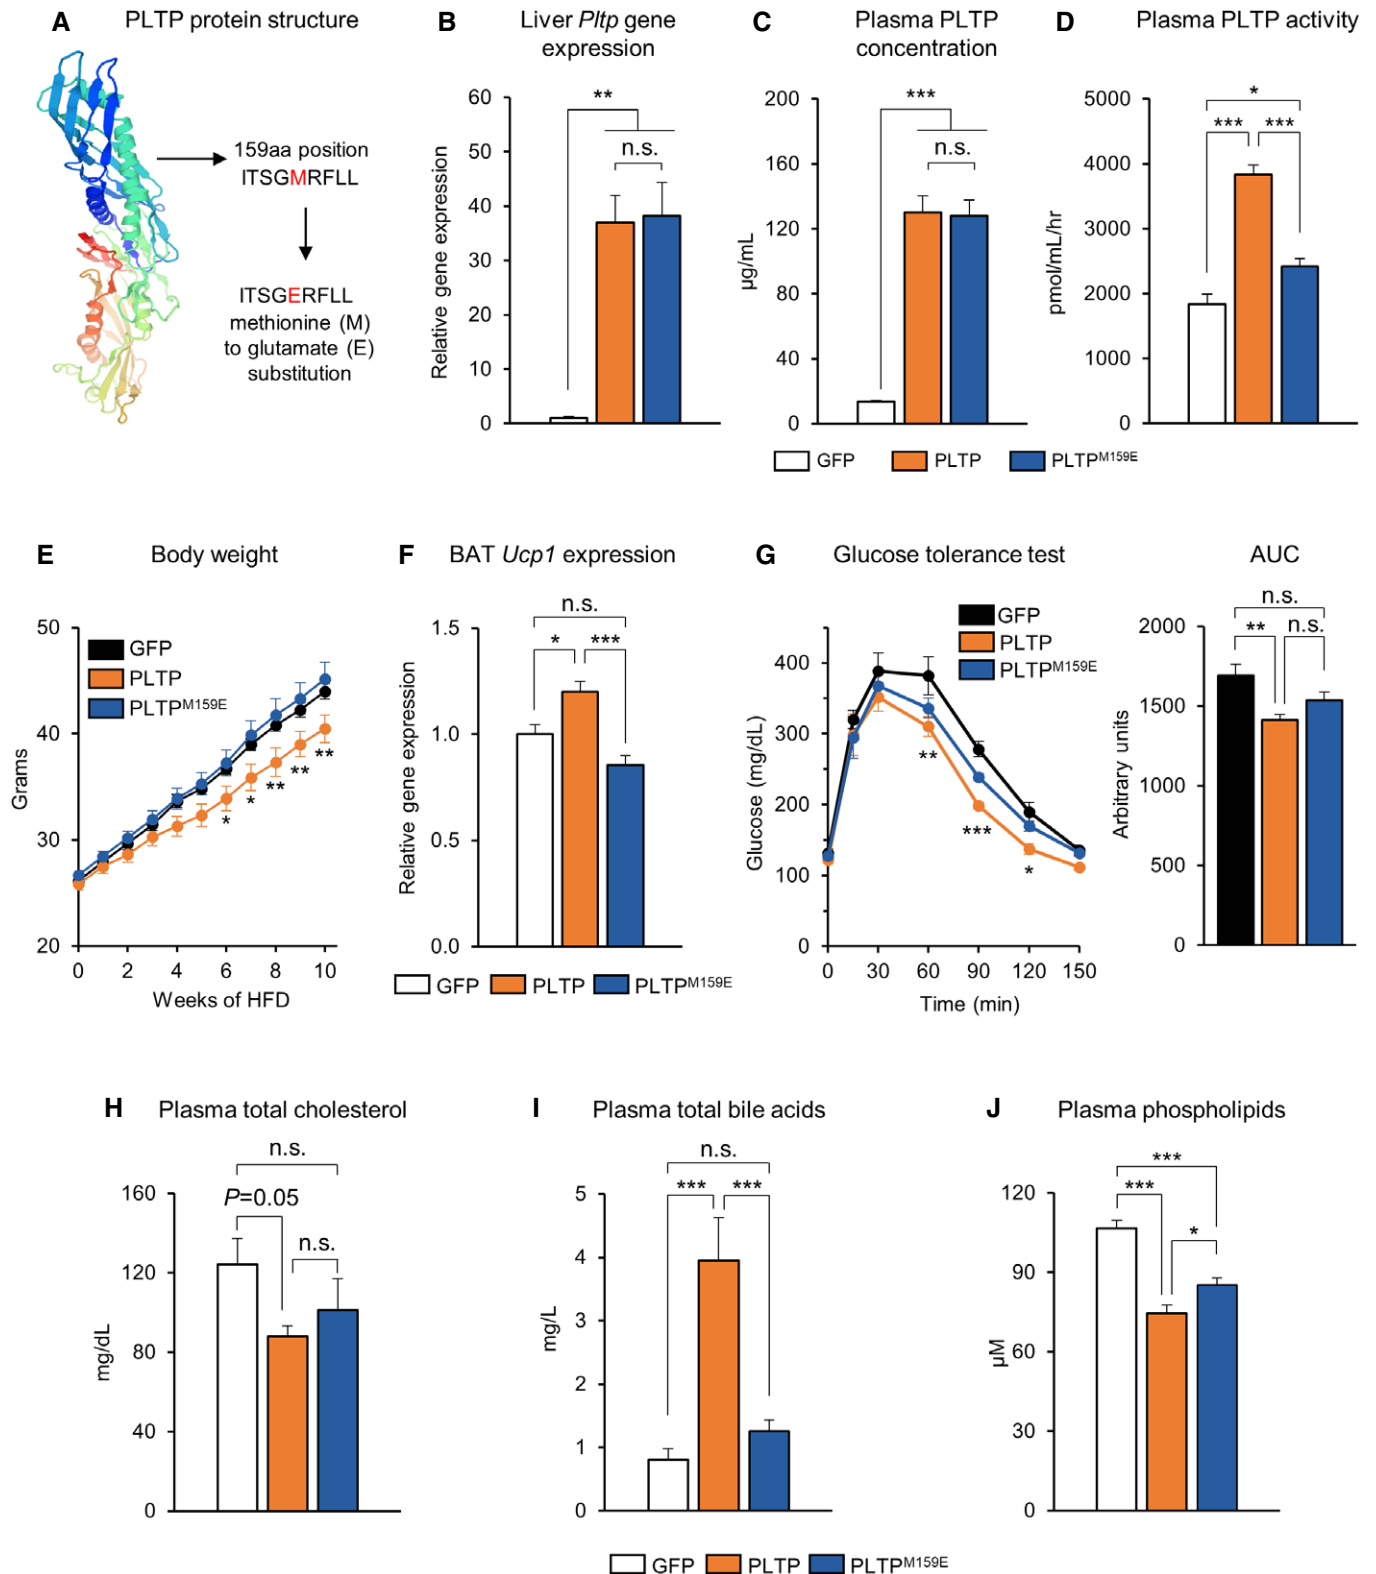 A PLTP protein structure
159aa position
ITSGMRFLL
ITSGERFLL
methionine (M)
to glutamate (E)
substitution
B Liver Pltp gene
expression
Relative gene expression
60
50
40
30
20
10
0
**
n.s.
C Plasma PLTP
concentration
µg/mL
200
160
120
80
40
0
***
n.s.
D Plasma PLTP activity
pmol/mL/hr
5000
4000
3000
2000
1000
0
*
*** ***
GFP PLTP PLTPM159E
E Body weight
Grams
50
40
30
20
GFP
PLTP
PLTPM159E
* * ** ** **
0 2 4 6 8 10
Weeks of HFD
F BAT Ucp1 expression
Relative gene expression
1.5
1.0
0.5
0.0
n.s.
* ***
GFP PLTP PLTPM159E
G Glucose tolerance test
Glucose (mg/dL)
400
300
200
100
0
GFP
PLTP
PLTPM159E
**
***
*
0 30 60 90 120 150
Time (min)
AUC
Arbitrary units
2000
1500
1000
500
0
n.s.
** n.s.
H Plasma total cholesterol
mg/dL
160
120
80
40
0
n.s.
P=0.05
n.s.
I Plasma total bile acids
mg/L
5
4
3
2
1
0
n.s.
*** ***
J Plasma phospholipids
µM
120
90
60
30
0
***
***
*
GFP PLTP PLTPM159E